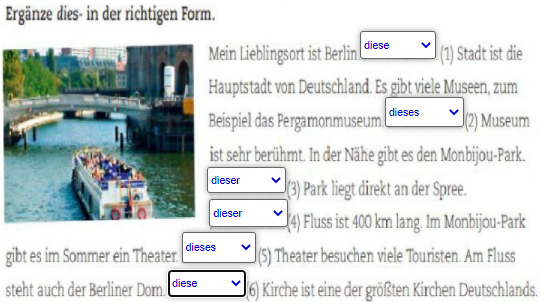 Ergänze dies- in der richtigen Form.
Mein Lieblingsort ist Berlin. diese (1) Stadt ist die
Hauptstadt von Deutschland. Es gibt viele Museen, zum
Beispiel das Pergamonmuseum. dieses (2) Museum
ist sehr berühmt. In der Nähe gibt es den Monbijou-Park.
dieser (3) Park liegt direkt an der Spree.
dieser (4) Fluss ist 400 km lang. Im Monbijou-Park
gibt es im Sommer ein Theater. dieses (5) Theater besuchen viele Touristen. Am Fluss
steht auch der Berliner Dom. diese (6) Kirche ist eine der größten Kirchen Deutschlands.